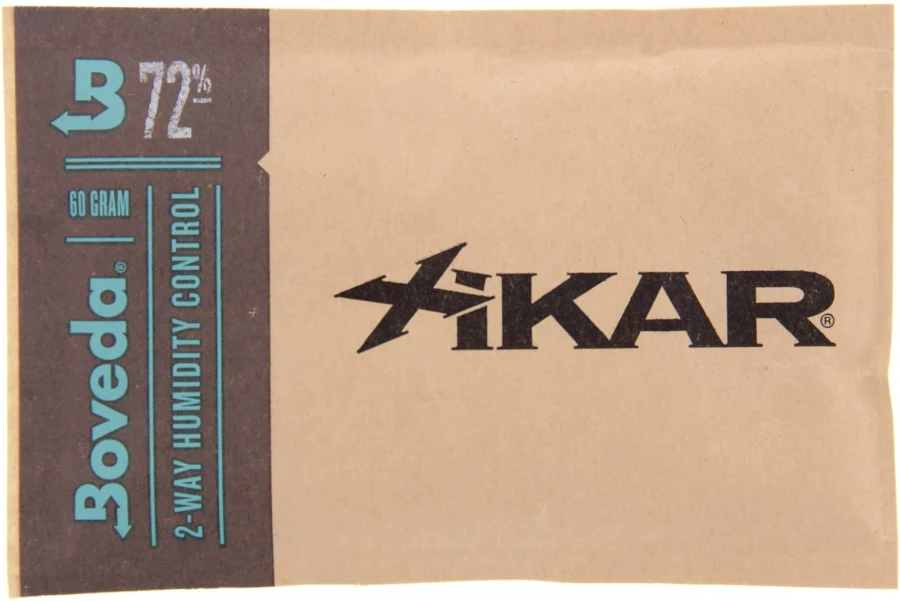 B 72%
60 GRAM
Boveda®
2-WAY HUMIDITY CONTROL
XIKAR®